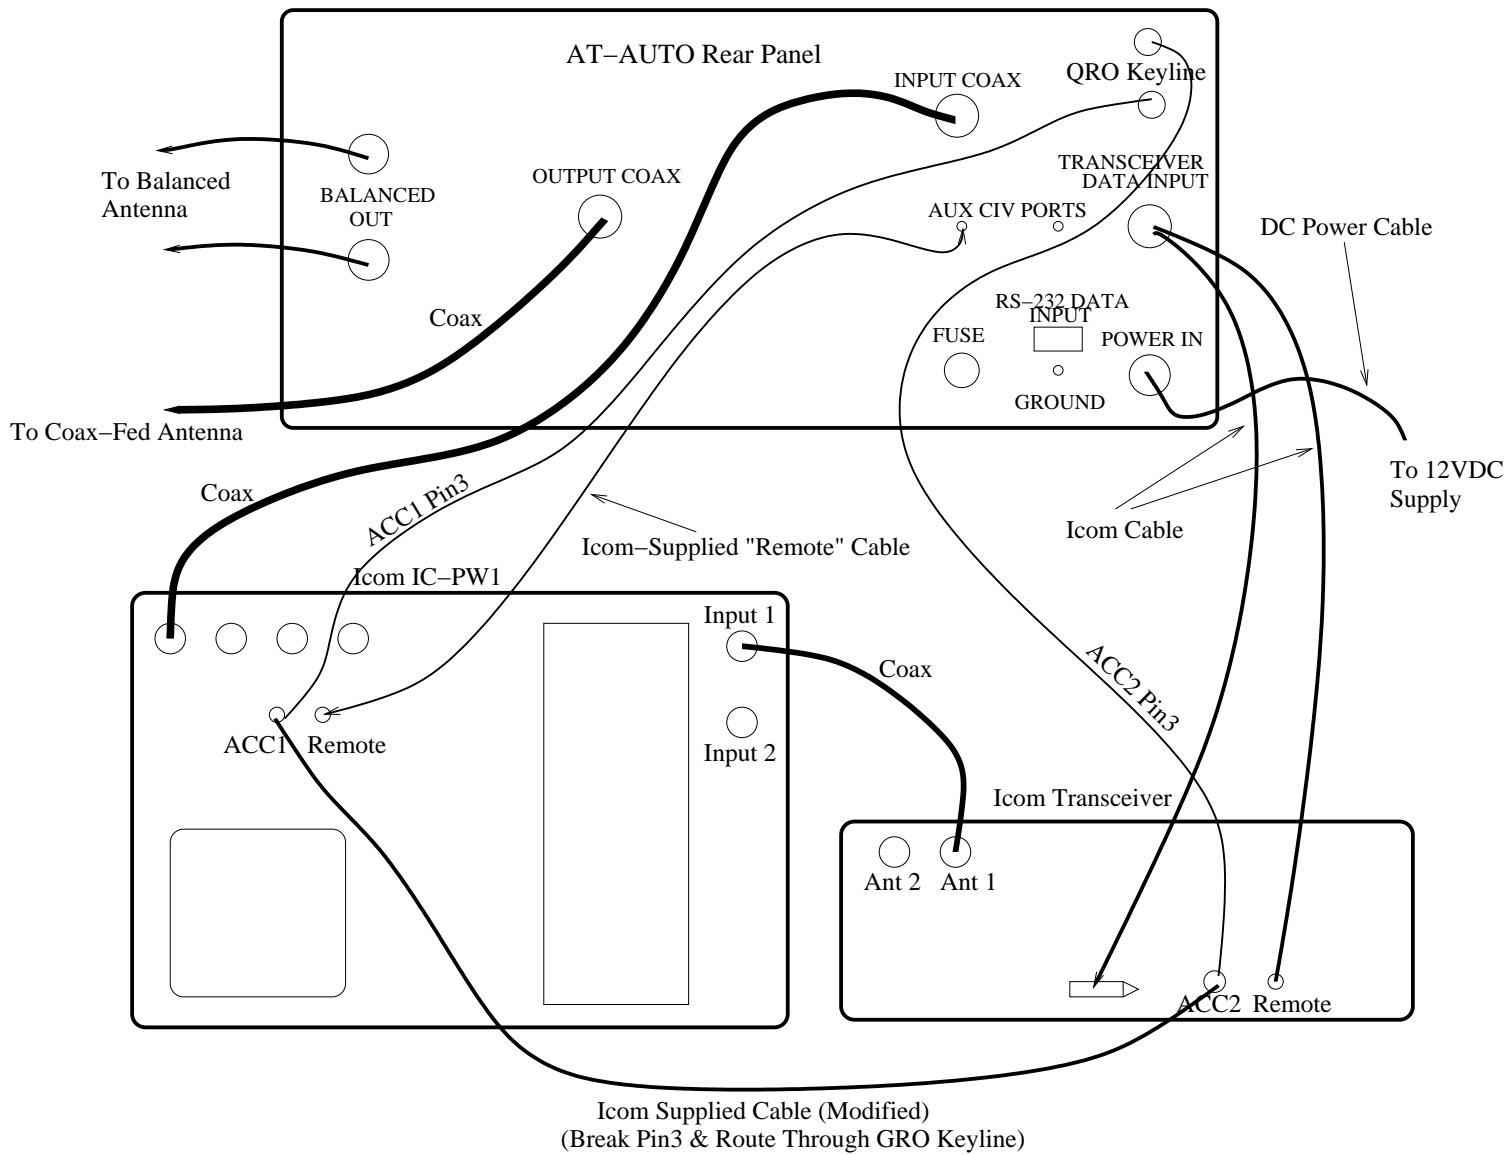 AT−AUTO Rear Panel
INPUT COAX
QRO Keyline
OUTPUT COAX
TRANSCEIVER
DATA INPUT
To Balanced
Antenna
BALANCED
OUT
AUX CIV PORTS
DC Power Cable
Coax
RS−232 DATA
INPUT
FUSE
POWER IN
GROUND
To Coax−Fed Antenna
To 12VDC
Supply
Coax
ACC1 Pin3
Icom Cable
Icom−Supplied "Remote" Cable
Icom IC−PW1
Input 1
Coax
ACC2 Pin3
ACC1
Remote
Input 2
Icom Transceiver
Ant 2
Ant 1
ACC2
Remote
Icom Supplied Cable (Modified)
(Break Pin3 & Route Through GRO Keyline)